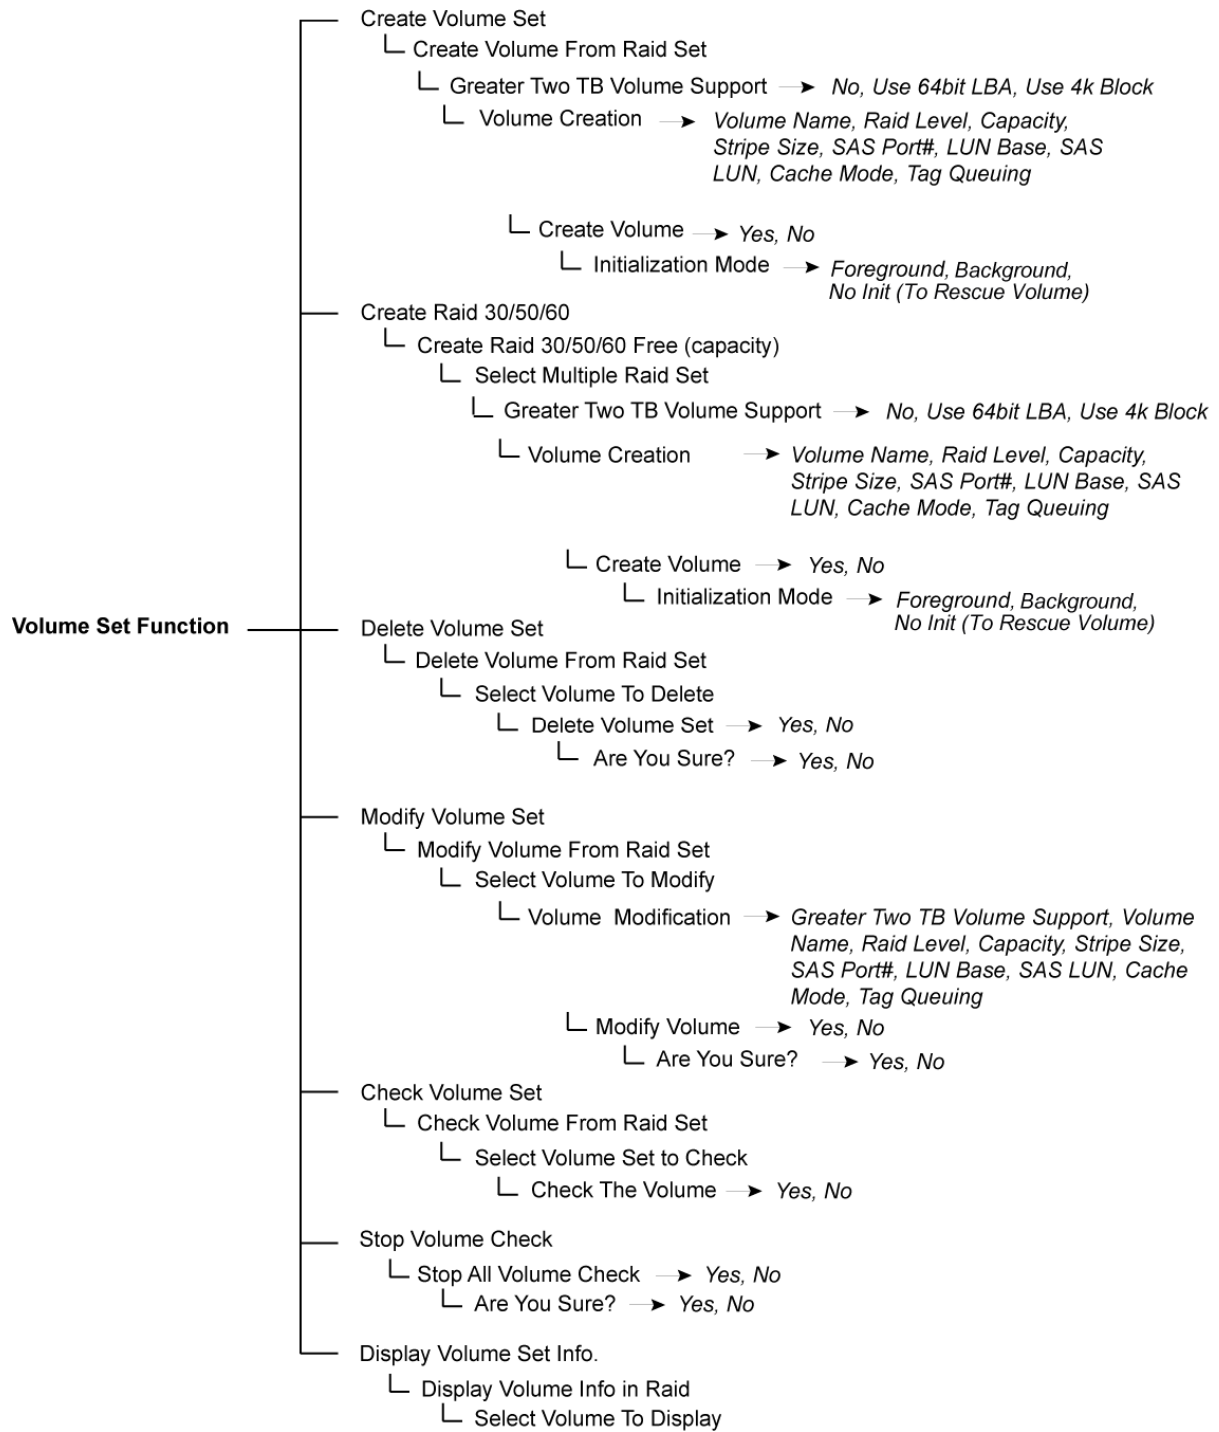 Create Volume Set
Create Volume From Raid Set
Greater Two TB Volume Support
No, Use 64bit LBA, Use 4k Block
Volume Creation
Volume Name, Raid Level, Capacity,
Stripe Size, SAS Port#, LUN Base, SAS
LUN, Cache Mode, Tag Queuing
Create Volume
Yes, No
Initialization Mode
Foreground, Background,
No Init (To Rescue Volume)
Create Raid 30/50/60
Create Raid 30/50/60 Free (capacity)
Select Multiple Raid Set
Greater Two TB Volume Support
No, Use 64bit LBA, Use 4k Block
Volume Creation
Volume Name, Raid Level, Capacity,
Stripe Size, SAS Port#, LUN Base, SAS
LUN, Cache Mode, Tag Queuing
Create Volume
Yes, No
Initialization Mode
Foreground, Background,
No Init (To Rescue Volume)
Volume Set Function
Delete Volume Set
Delete Volume From Raid Set
Select Volume To Delete
Delete Volume Set
Yes, No
Are You Sure?
Yes, No
Modify Volume Set
Modify Volume From Raid Set
Select Volume To Modify
Volume Modification
Greater Two TB Volume Support, Volume
Name, Raid Level, Capacity, Stripe Size,
SAS Port#, LUN Base, SAS LUN, Cache
Mode, Tag Queuing
Modify Volume
Yes, No
Are You Sure?
Yes, No
Check Volume Set
Check Volume From Raid Set
Select Volume Set to Check
Check The Volume
Yes, No
Stop Volume Check
Stop All Volume Check
Yes, No
Are You Sure?
Yes, No
Display Volume Set Info.
Display Volume Info in Raid
Select Volume To Display